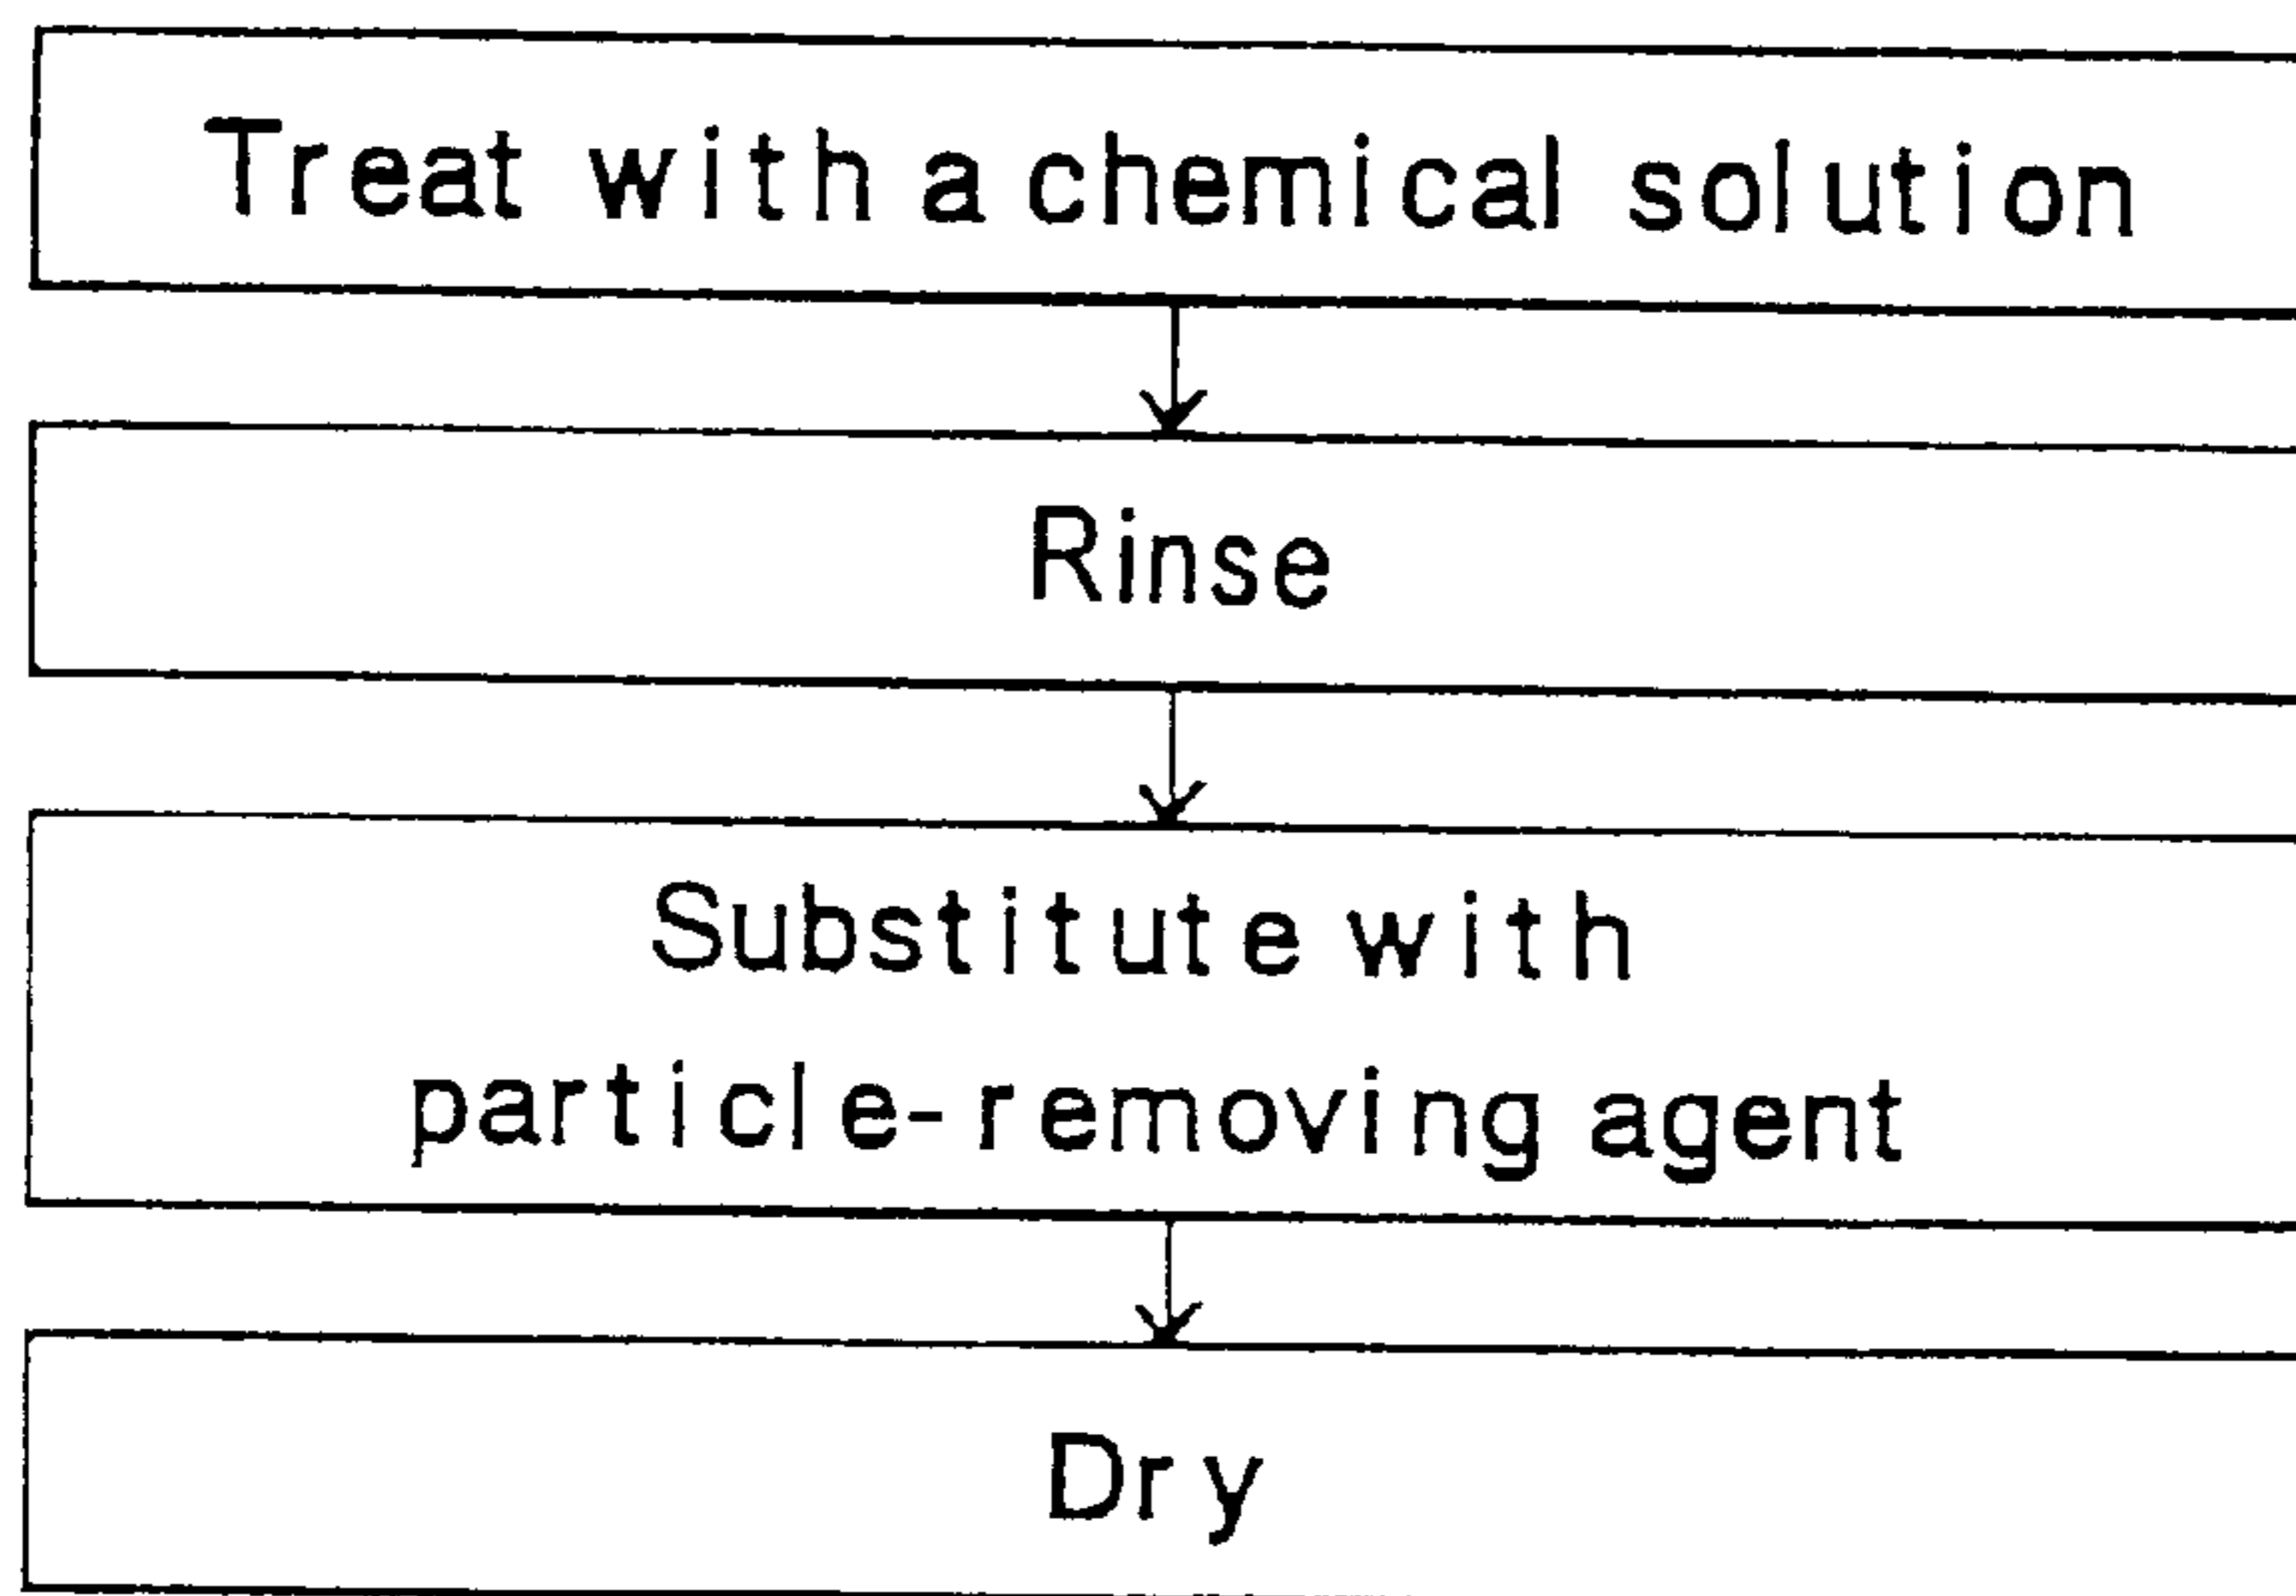 Treat with a chemical solution
Rinse
Substitute with
particle-removing agent
Dry